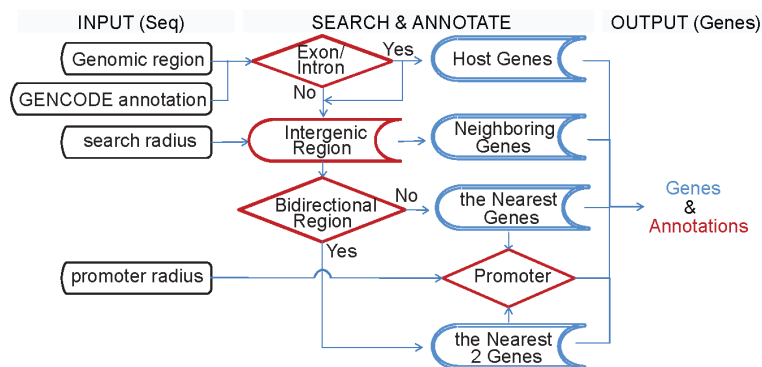 INPUT (Seq)
SEARCH & ANNOTATE
OUTPUT (Genes)
Genomic region
Exon/
Intron
Yes
Host Genes
No
GENCODE annotation
search radius
Intergenic
Region
Neighboring
Genes
Bidirectional
Region
No
the Nearest
Genes
Genes
&
Annotations
Yes
promoter radius
Promoter
the Nearest
2 Genes